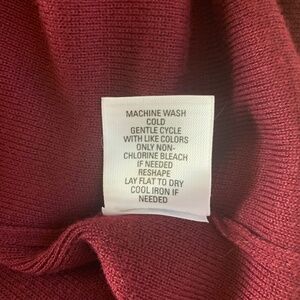 MACHINE WASH
COLD
GENTLE CYCLE
WITH LIKE COLORS
ONLY NON-
CHLORINE BLEACH
IF NEEDED
RESHAPE
LAY FLAT TO DRY
COOL IRON IF
NEEDED